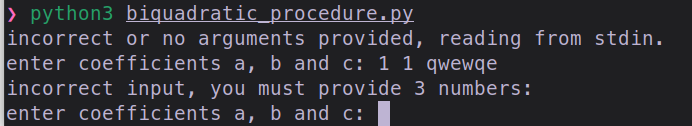 ❯ python3 biquadratic_procedure.py
incorrect or no arguments provided, reading from stdin.
enter coefficients a, b and c: 1 1 qwewqe
incorrect input, you must provide 3 numbers:
enter coefficients a, b and c: